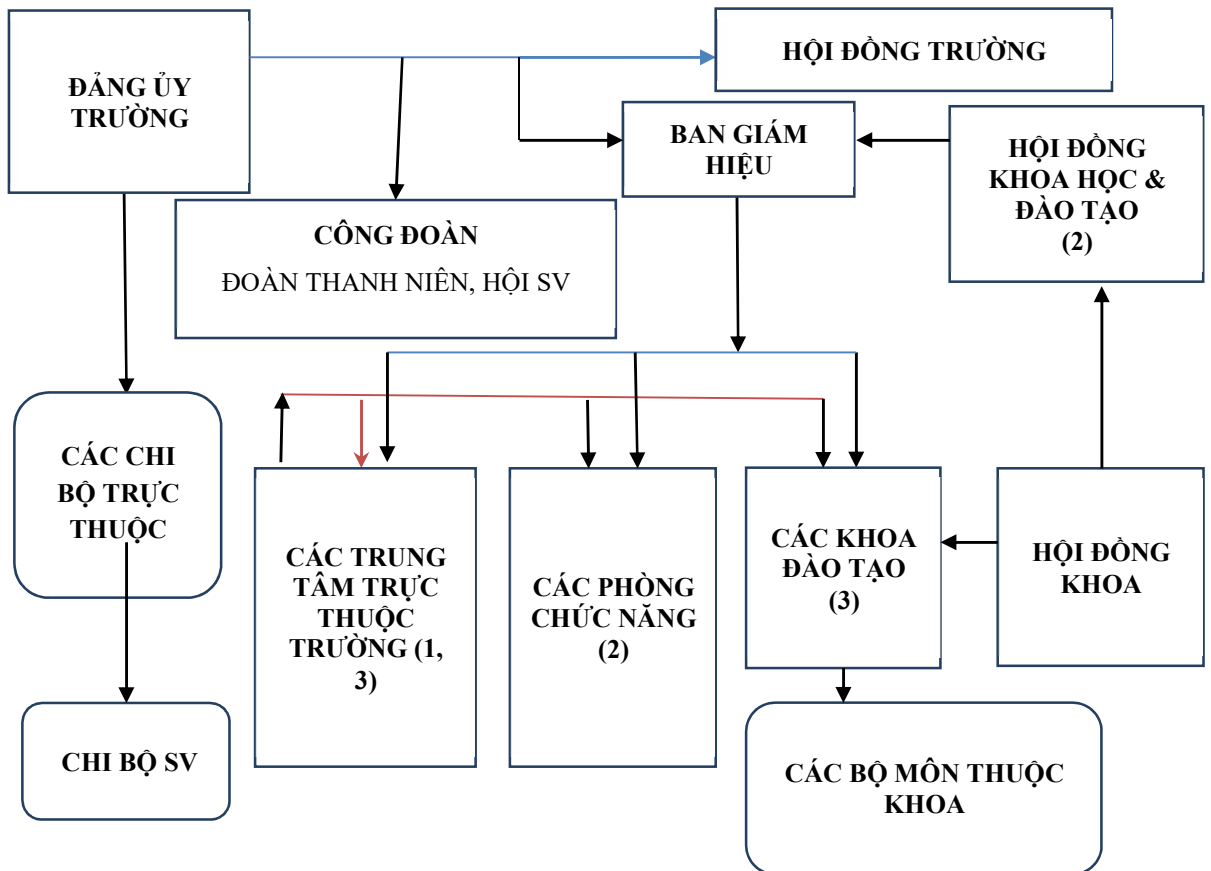 ĐẢNG ỦY
TRƯỜNG
HỘI ĐỒNG TRƯỜNG
BAN GIÁM
HIỆU
HỘI ĐỒNG
KHOA HỌC &
ĐÀO TẠO
(2)
CÔNG ĐOÀN
ĐOÀN THANH NIÊN, HỘI SV
CÁC CHI
BỘ TRỰC
THUỘC
CÁC TRUNG
TÂM TRỰC
THUỘC
TRƯỜNG (1,
3)
CÁC PHÒNG
CHỨC NĂNG
(2)
CÁC KHOA
ĐÀO TẠO
(3)
HỘI ĐỒNG
KHOA
CHI BỘ SV
CÁC BỘ MÔN THUỘC
KHOA